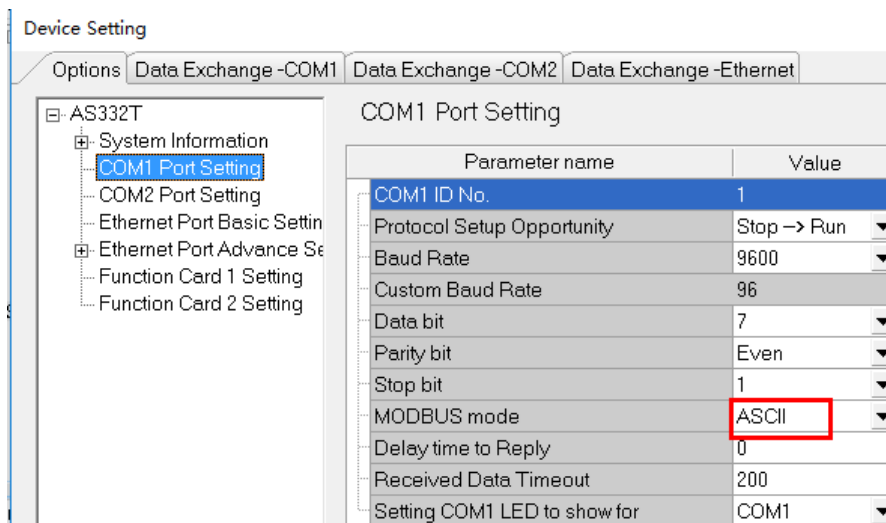 Device Setting
Options Data Exchange -COM1 Data Exchange -COM2 Data Exchange -Ethernet
AS332T
System Information
COM1 Port Setting
COM2 Port Setting
Ethernet Port Basic Settin
Ethernet Port Advance Se
Function Card 1 Setting
Function Card 2 Setting
COM1 Port Setting
Parameter name Value
COM1 ID No. 1
Protocol Setup Opportunity Stop --> Run
Baud Rate 9600
Custom Baud Rate 96
Data bit 7
Parity bit Even
Stop bit 1
MODBUS mode ASCII
Delay time to Reply 0
Received Data Timeout 200
Setting COM1 LED to show for COM1